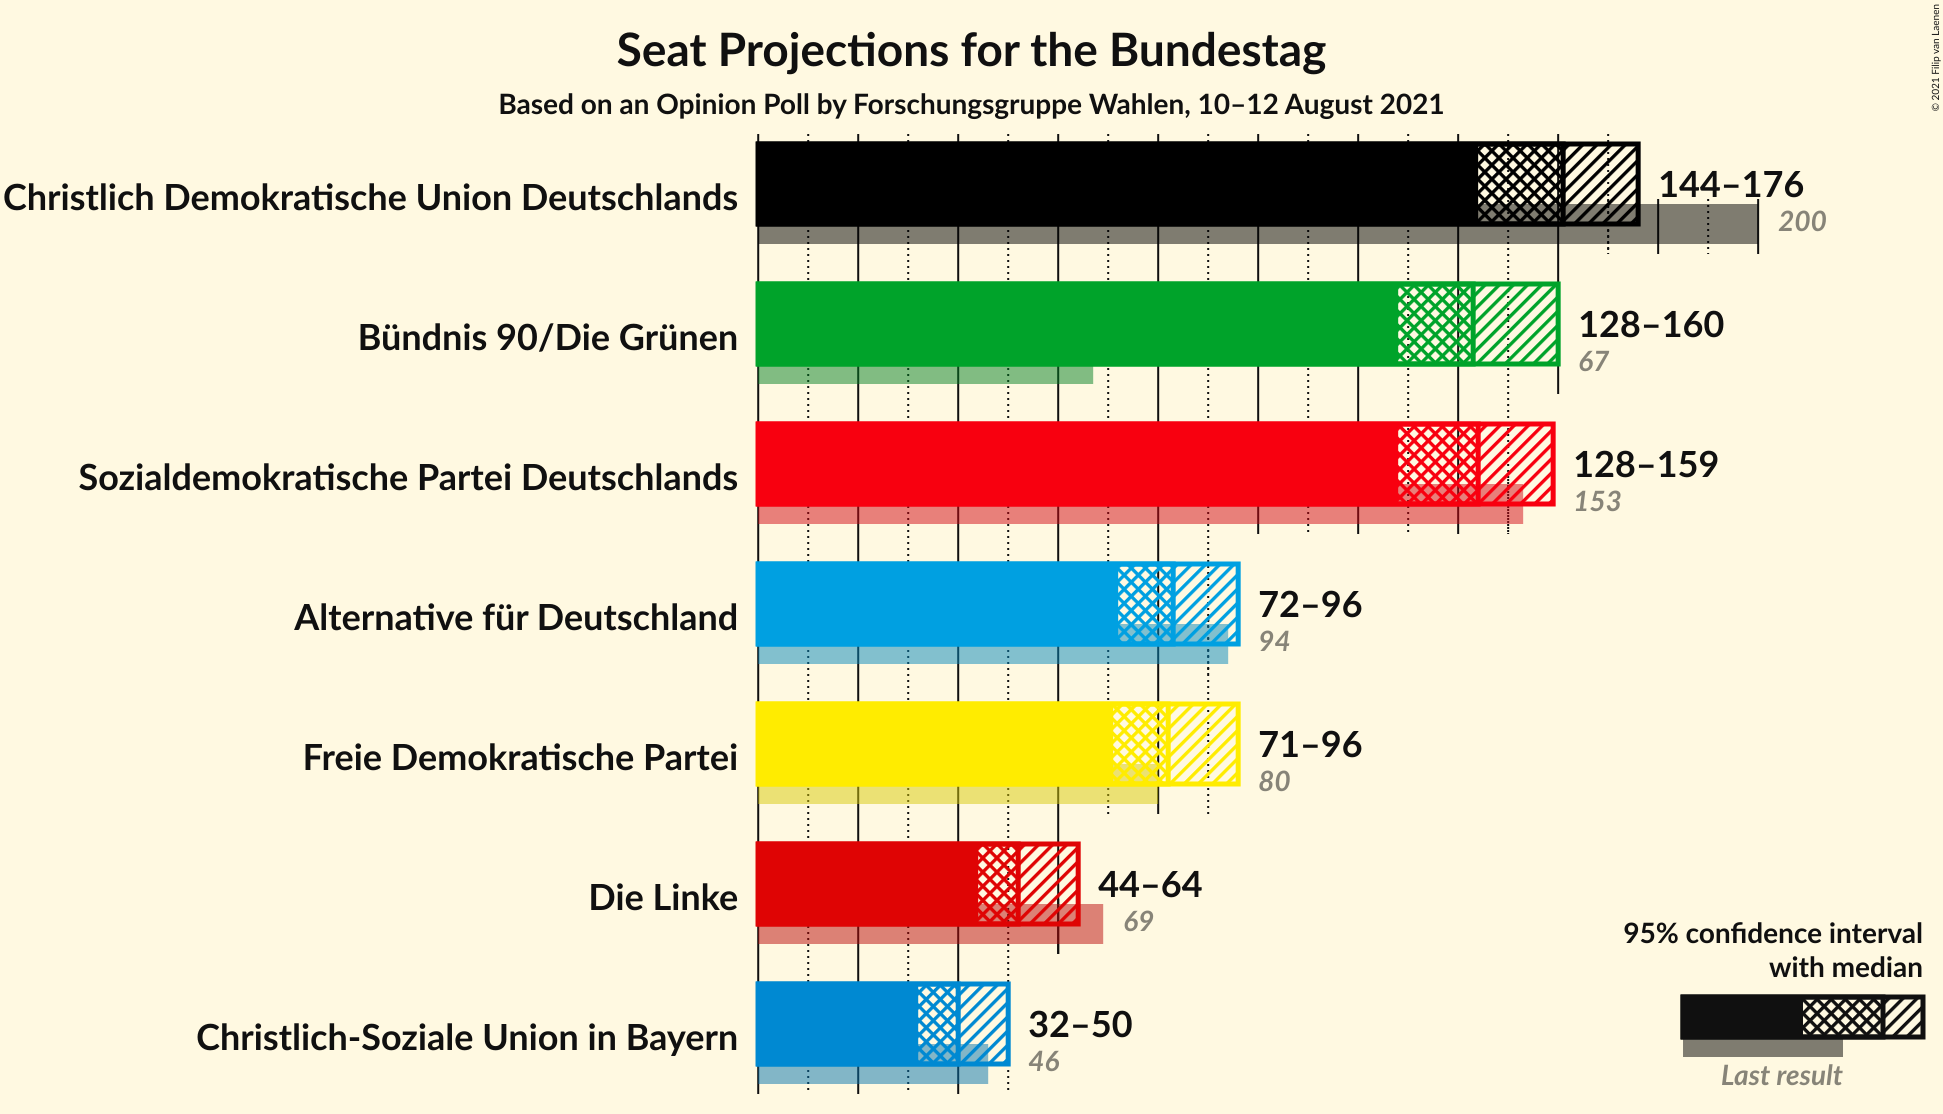 Seat Projections for the Bundestag
Based on an Opinion Poll by Forschungsgruppe Wahlen, 10–12 August 2021
© 2021 Filip van Laenen
Christlich Demokratische Union Deutschlands
144–176
200
Bündnis 90/Die Grünen
128–160
67
Sozialdemokratische Partei Deutschlands
128–159
153
Alternative für Deutschland
72–96
94
Freie Demokratische Partei
71–96
80
Die Linke
44–64
69
Christlich-Soziale Union in Bayern
32–50
46
95% confidence interval
with median
Last result